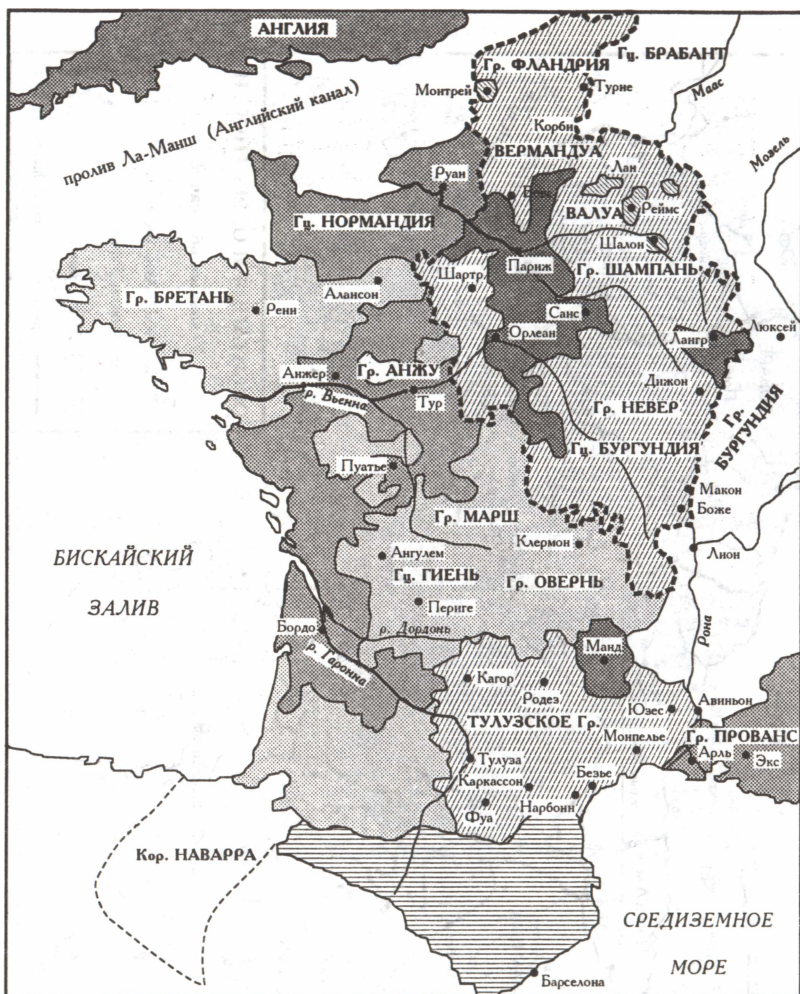 АНГЛИЯ
Гр. ФЛАНДРИЯ
Гц. БРАБАНТ
Монтрей
Турне
Маас
пролив Ла-Манш (Английский канал)
Корби
ВЕРМАНДУА
Мозель
Руан
Лан
Гц. НОРМАНДИЯ
ВАЛУА
Реймс
Шалон
Париж
Гр. ШАМПАНЬ
Шартр
Гр. БРЕТАНЬ
Алансон
Ренн
Санс
Орлеан
Лангр
Люксей
Анжер
Гр. АНЖУ
р. Вьенна
Тур
Дижон
Гр. НЕВЕР
Гр. БУРГУНДИЯ
Гц. БУРГУНДИЯ
Пуатье
Макон
Боже
Гр. МАРШ
Клермон
Лион
БИСКАЙСКИЙ
ЗАЛИВ
Ангулем
Гц. ГИЕНЬ
Гр. ОВЕРНЬ
Периге
Рона
Бордо
р. Дордонь
Манд
р. Гаронна
Кагор
Родез
Юзес
Авиньон
ТУЛУЗСКОЕ Гр.
Монпелье
Гр. ПРОВАНС
Арль
Экс
Тулуза
Каркассон
Безье
Нарбонн
Фуа
Кор. НАВАРРА
СРЕДИЗЕМНОЕ
МОРЕ
Барселона